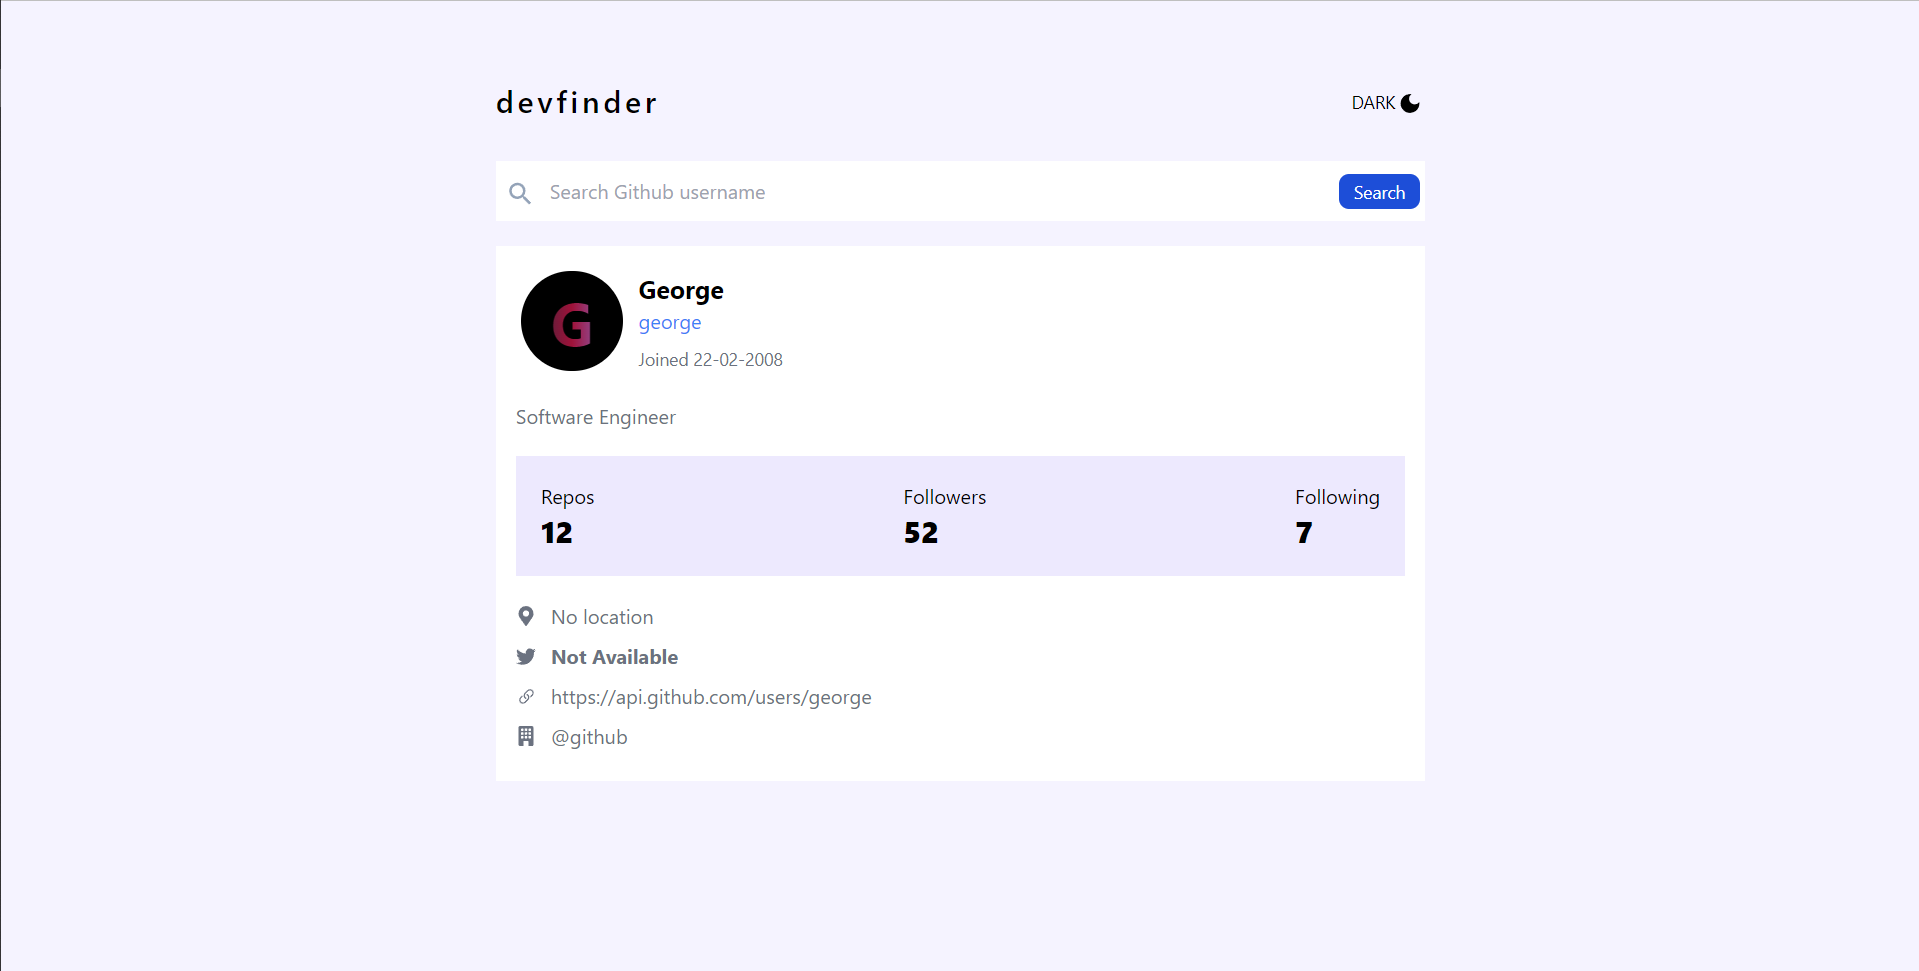 devfinder
DARK
Search Github username
Search
G
George
george
Joined 22-02-2008
Software Engineer
Repos
12
Followers
52
Following
7
No location
Not Available
https://api.github.com/users/george
@github